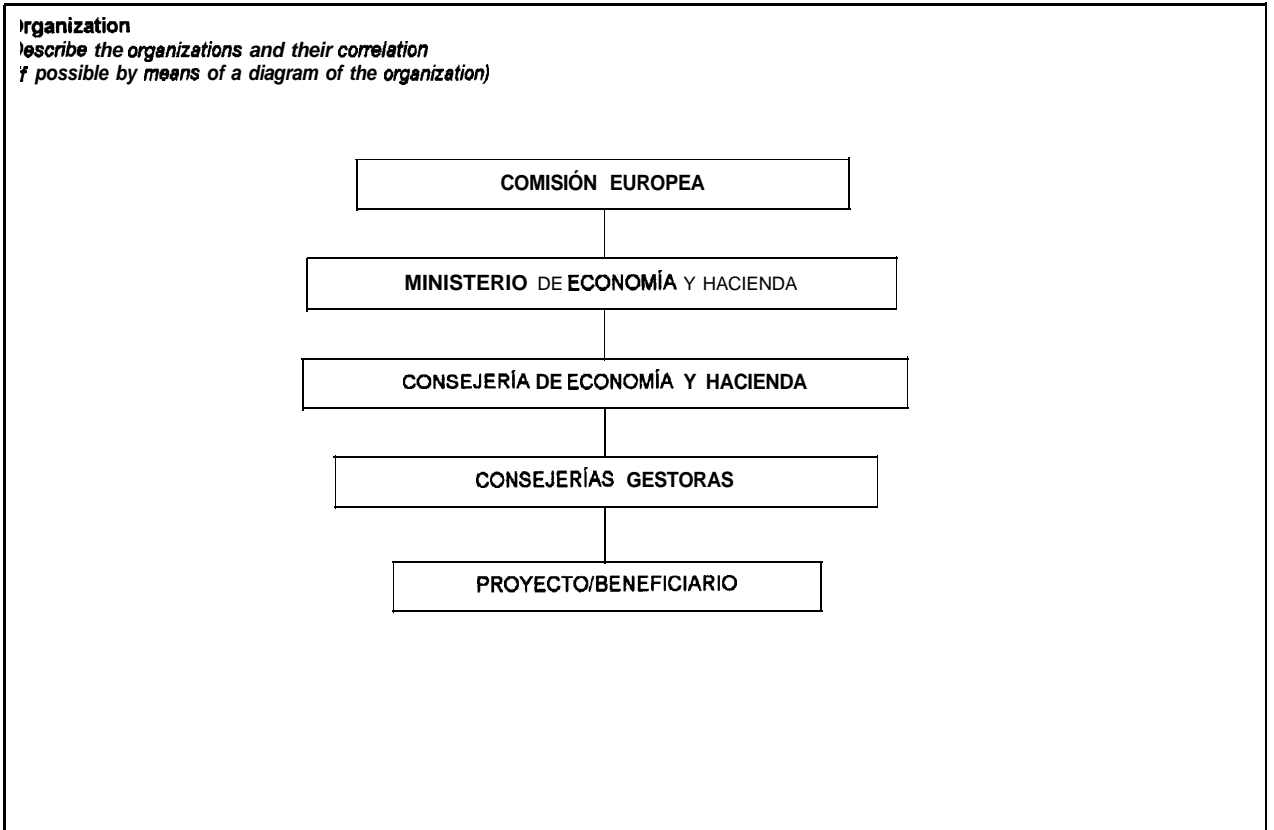 rganization
escribe the organizations and their correlation
f possible by means of a diagram of the organization)
COMISIÓN EUROPEA
MINISTERIO DE ECONOMÍA Y HACIENDA
CONSEJERÍA DE ECONOMÍA Y HACIENDA
CONSEJERÍAS GESTORAS
PROYECTO/BENEFICIARIO